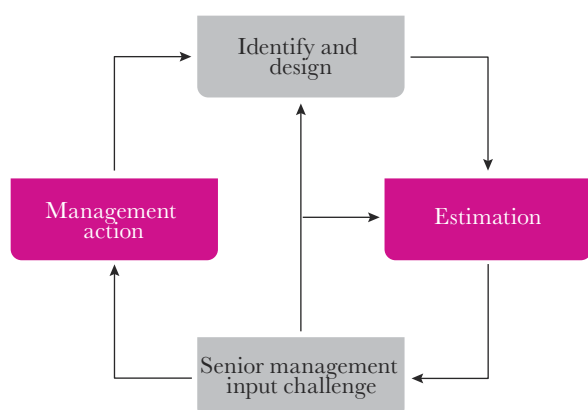 Identify and
design
Management
action
Estimation
Senior management
input challenge